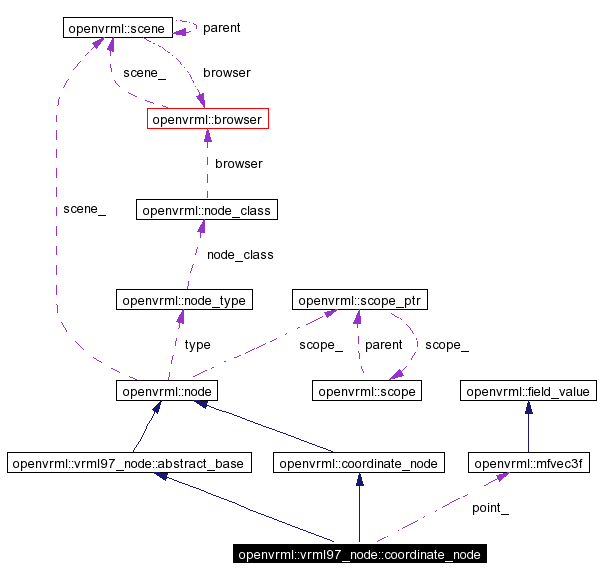 openvrml::scene
parent
scene_
browser
openvrml::browser
browser
openvrml::node_class
scene_
node_class
openvrml::node_type
openvrml::scope_ptr
type
scope_
parent
scope_
openvrml::node
openvrml::scope
openvrml::field_value
openvrml::vrml97_node::abstract_base
openvrml::coordinate_node
openvrml::mfvec3f
point_
openvrml::vrml97_node::coordinate_node